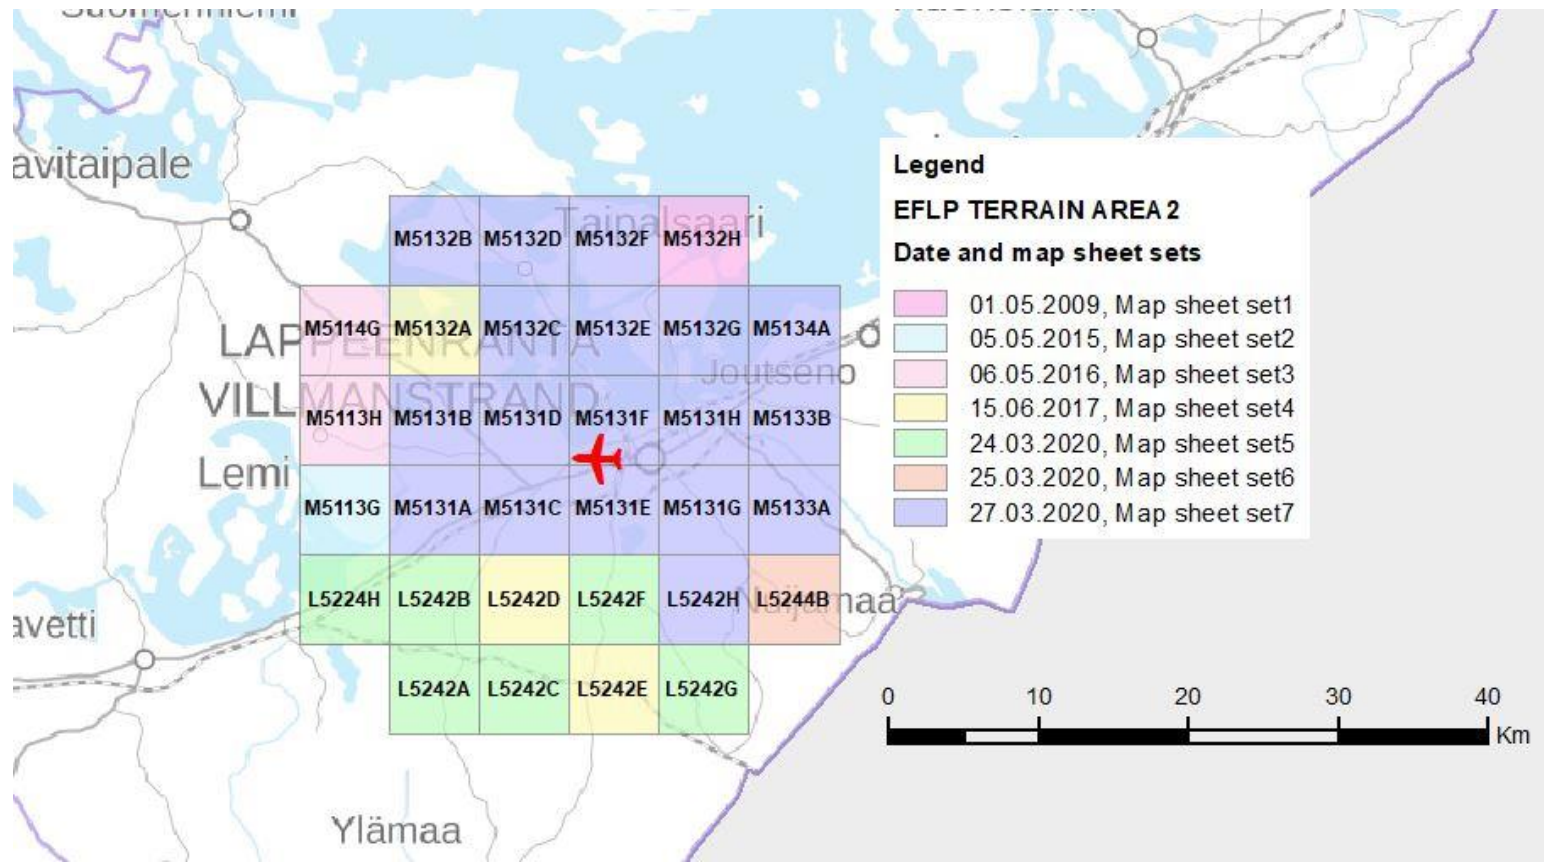 avitaipale
Taipalsaari
M5132B M5132D M5132F M5132H
LAPPEENRANTA
M5114G M5132A M5132C M5132E M5132G M5134A
Joutseno
VILLMANSTRAND
M5113H M5131B M5131D M5131F M5131H M5133B
Lemi
M5113G M5131A M5131C M5131E M5131G M5133A
L5224H L5242B L5242D L5242F L5242H L5244B
Nuijamaa
avetti
L5242A L5242C L5242E L5242G
Ylämaa
Legend
EFLP TERRAIN AREA 2
Date and map sheet sets
01.05.2009, Map sheet set1
05.05.2015, Map sheet set2
06.05.2016, Map sheet set3
15.06.2017, Map sheet set4
24.03.2020, Map sheet set5
25.03.2020, Map sheet set6
27.03.2020, Map sheet set7
0 10 20 30 40
Km